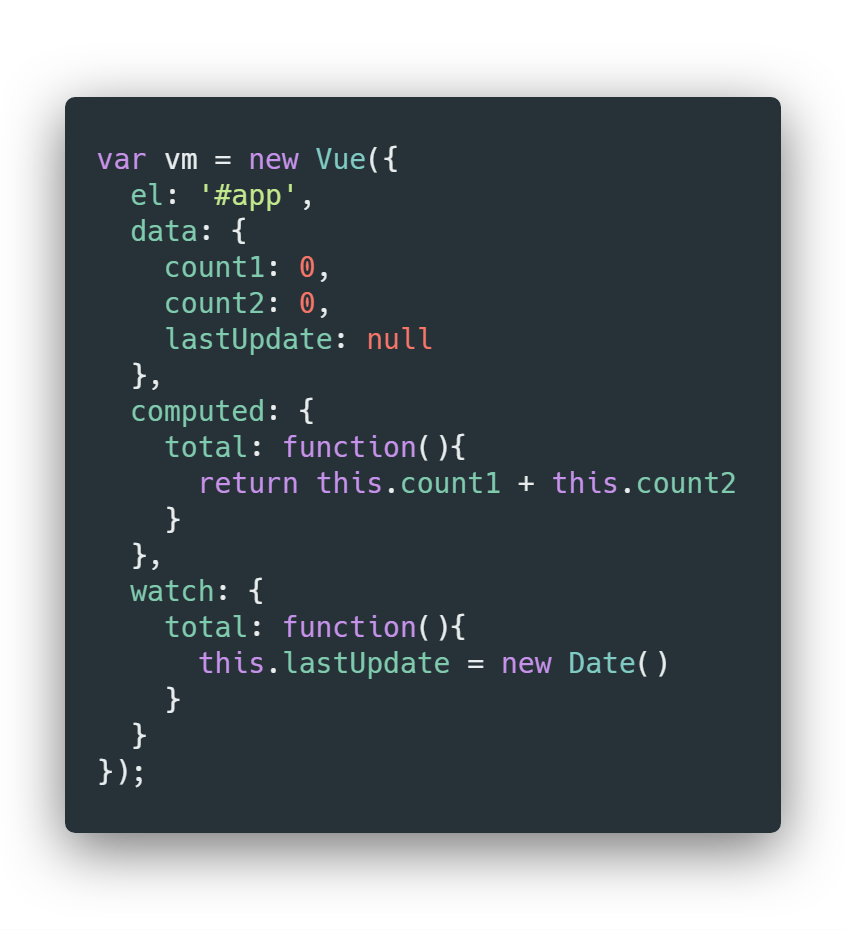 var vm = new Vue({
  el: '#app',
  data: {
    count1: 0,
    count2: 0,
    lastUpdate: null
  },
  computed: {
    total: function(){
      return this.count1 + this.count2
    }
  },
  watch: {
    total: function(){
      this.lastUpdate = new Date()
    }
  }
});